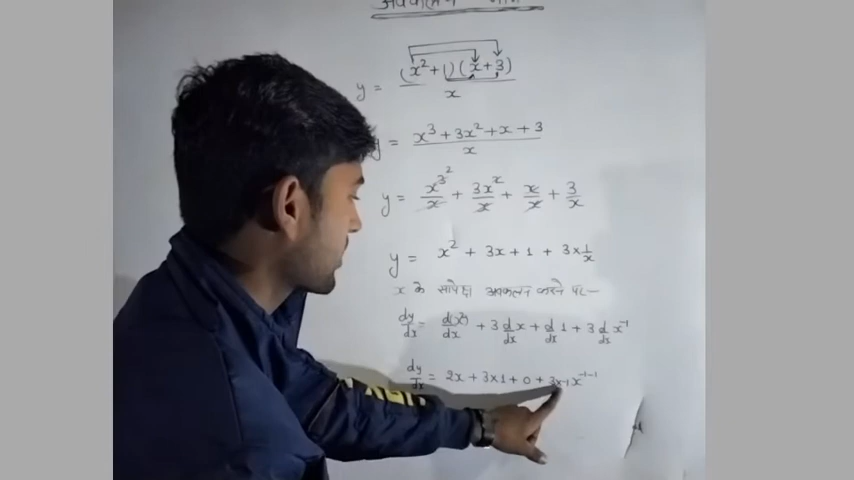 अवकलन
y = (x² + 1)(x + 3) / x
y = x³ + 3x² + x + 3 / x
y = x³ ² / x + 3x² x / x + x / x + 3 / x
y = x² + 3x + 1 + 3 × 1/x
x के सापेक्ष अवकलन करने पर -
dy/dx = d(x²)/dx + 3 d/dx x + d/dx 1 + 3 d/dx x⁻¹
dy/dx = 2x + 3×1 + 0 + 3×-1 x⁻¹⁻¹